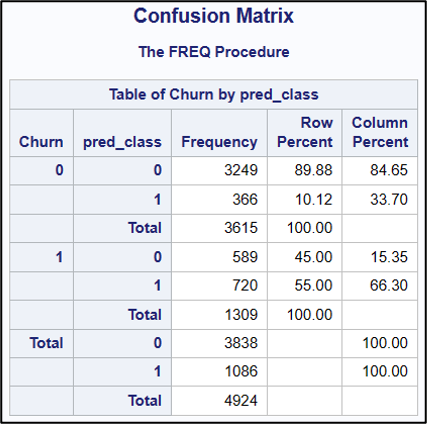 Confusion Matrix
The FREQ Procedure
Table of Churn by pred_class
Churn pred_class Frequency Row Percent Column Percent
0 0 3249 89.88 84.65
1 366 10.12 33.70
Total 3615 100.00
1 0 589 45.00 15.35
1 720 55.00 66.30
Total 1309 100.00
Total 0 3838 100.00
1 1086 100.00
Total 4924